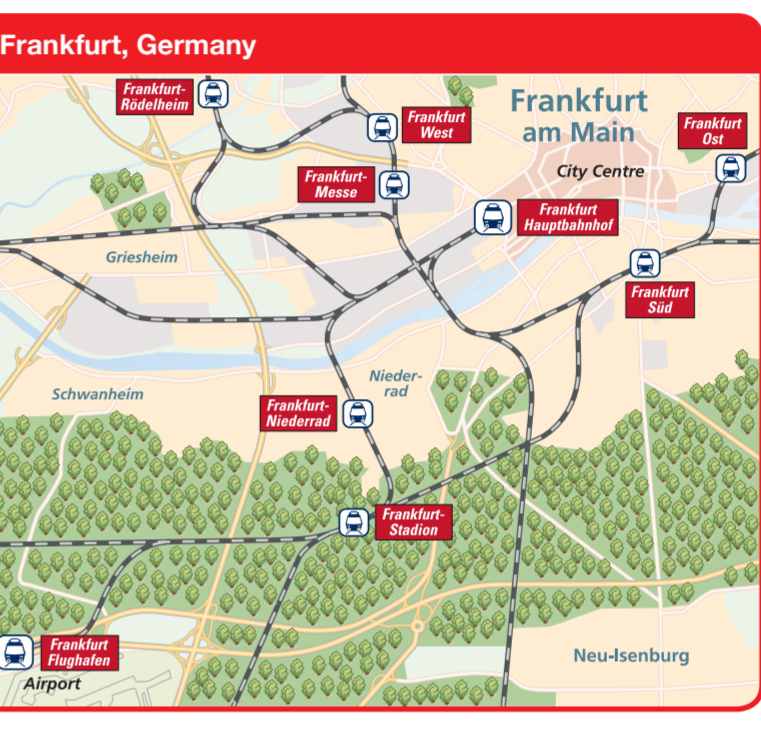 Frankfurt, Germany
Frankfurt-
Rödelheim
Frankfurt
West
Frankfurt
am Main
Frankfurt
Ost
City Centre
Frankfurt-
Messe
Frankfurt
Hauptbahnhof
Griesheim
Frankfurt
Süd
Schwanheim
Nieder-
rad
Frankfurt-
Niederrad
Frankfurt-
Stadion
Frankfurt
Flughafen
Airport
Neu-Isenburg